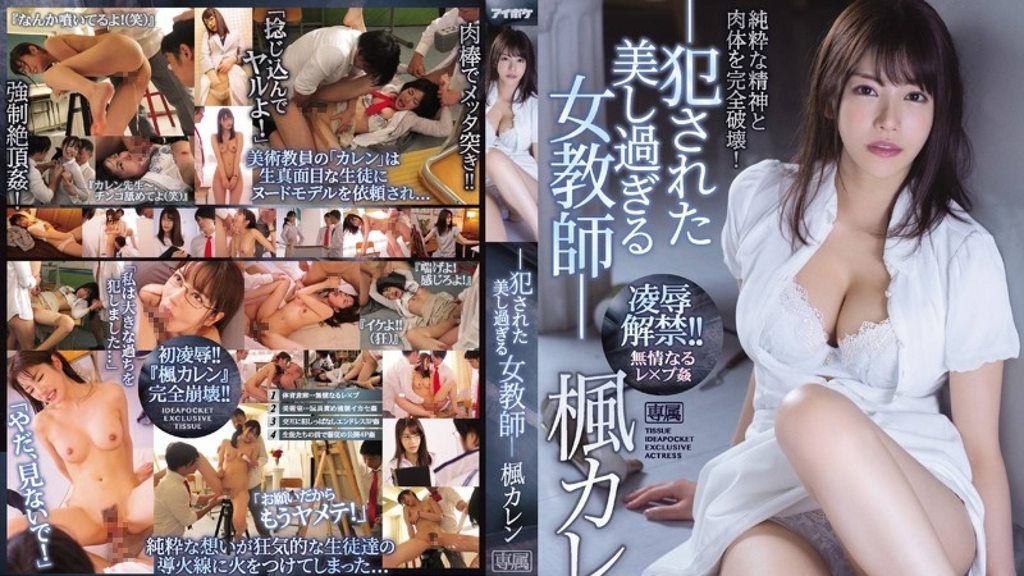 『なんか噴いてるよ!(笑)』
強制絶頂姦!
「捻じ込んで
ヤルよ!」
肉棒でメッタ突き!!
『カレン先生〜
チンコ舐めてよ(笑)』
美術教員の「カレン」は
生真面目な生徒に
ヌードモデルを依頼され…
「私は大きな過ちを
犯しました…」
『喘げよ!
感じろよ!』
『イケよ!!
(狂)』
初凌辱!!
『楓カレン』
完全崩壊!!
IDEAPOCKET
EXCLUSIVE
TISSUE
1
2
3
4
「やだ、見ないで!」
「お願いだから
もうヤメテ!」
純粋な想いが狂気的な生徒達の
導火線に火をつけてしまった…
アイポケ
―犯された
美し過ぎる
女教師―
楓カレン
専属
純粋な精神と
肉体を完全破壊!
―犯された
美し過ぎる
女教師―
凌辱
解禁!!
無情なる
レ×プ姦
専属
TISSUE
IDEAPOCKET
EXCLUSIVE
ACTRESS
楓カレ